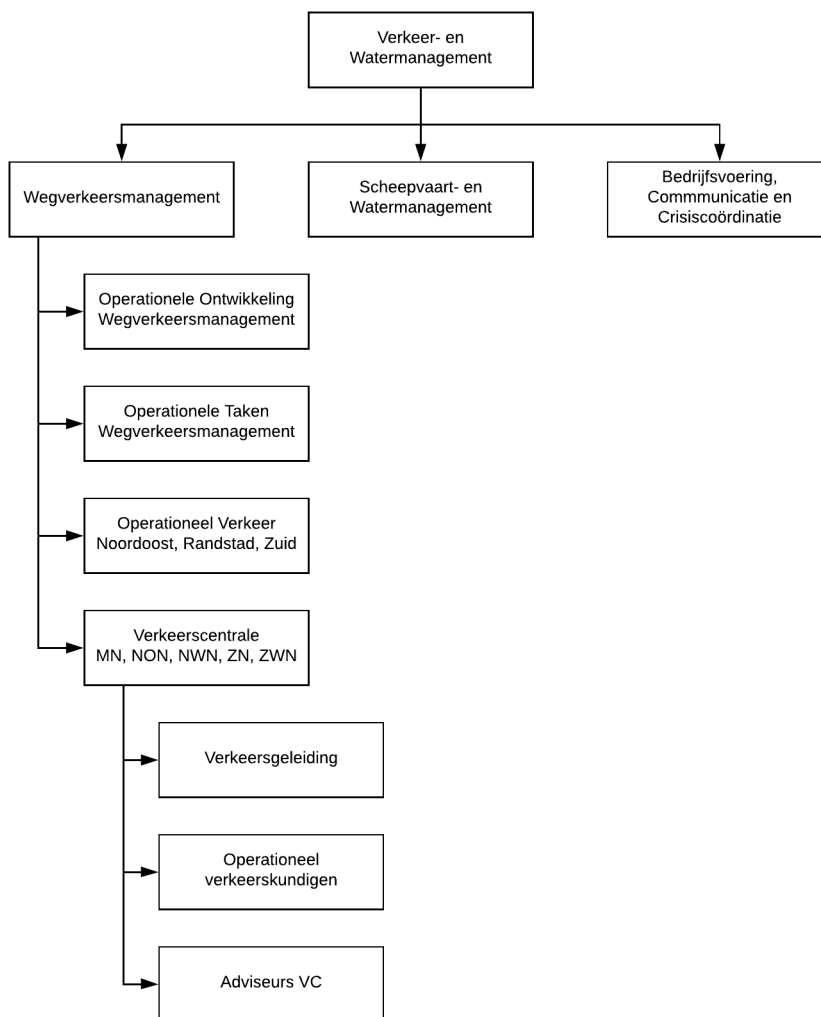 Verkeer- en
Watermanagement
Wegverkeersmanagement
Scheepvaart- en
Watermanagement
Bedrijfsvoering,
Commmunicatie en
Crisiscoördinatie
Operationele Ontwikkeling
Wegverkeersmanagement
Operationele Taken
Wegverkeersmanagement
Operationeel Verkeer
Noordoost, Randstad, Zuid
Verkeerscentrale
MN, NON, NWN, ZN, ZWN
Verkeersgeleiding
Operationeel
verkeerskundigen
Adviseurs VC